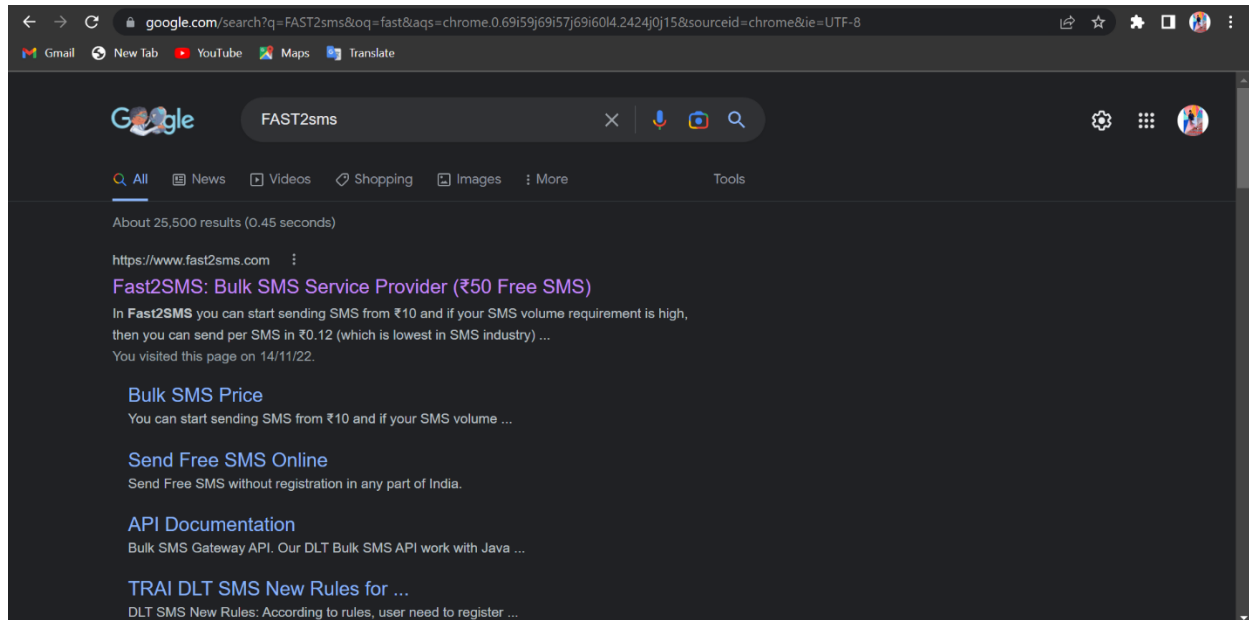 google.com/search?q=FAST2sms&oq=fast&aqs=chrome.0.69i59j69i57j69i60l4.2424j0j15&sourceid=chrome&ie=UTF-8
Gmail New Tab YouTube Maps Translate
Google FAST2sms
All News Videos Shopping Images More Tools
About 25,500 results (0.45 seconds)
https://www.fast2sms.com
Fast2SMS: Bulk SMS Service Provider (₹50 Free SMS)
In Fast2SMS you can start sending SMS from ₹10 and if your SMS volume requirement is high,
then you can send per SMS in ₹0.12 (which is lowest in SMS industry) ...
You visited this page on 14/11/22.
Bulk SMS Price
You can start sending SMS from ₹10 and if your SMS volume ...
Send Free SMS Online
Send Free SMS without registration in any part of India.
API Documentation
Bulk SMS Gateway API. Our DLT Bulk SMS API work with Java ...
TRAI DLT SMS New Rules for ...
DLT SMS New Rules: According to rules, user need to register ...